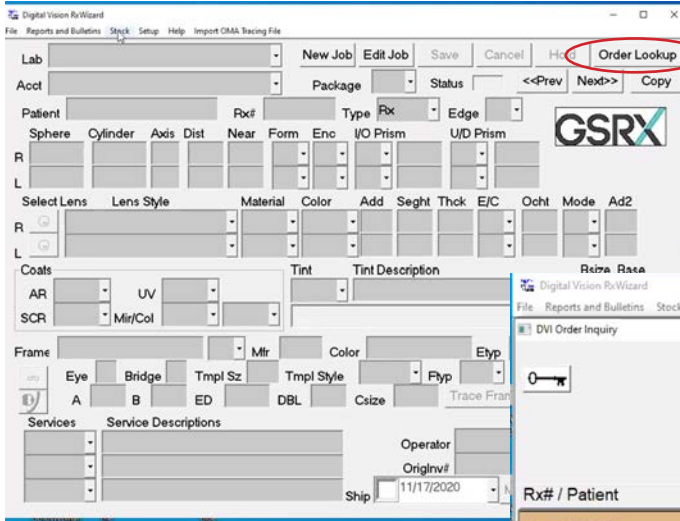 Digital Vision RxWizard
File Reports and Bulletins Stock Setup Help Import OMA Tracing File
Lab New Job Edit Job Save Cancel Hold Order Lookup
Acct Package Status <<Prev Next>> Copy
Patient Rx# Type Rx Edge
GSRX
Sphere Cylinder Axis Dist Near Form Enc I/O Prism U/D Prism
R
L
Select Lens Lens Style Material Color Add Seght Thck E/C Ocht Mode Ad2
R
L
Coats Tint Tint Description Bsize Base
AR UV
SCR Mir/Col
Frame Mfr Color Etyp
Eye Bridge Tmpl Sz Tmpl Style Ftyp
A B ED DBL Csize Trace
Services Service Descriptions
Operator
OrigInv#
Ship 11/17/2020
Digital Vision RxWizard
File Reports and Bulletins Stock
DVI Order Inquiry
Rx# / Patient